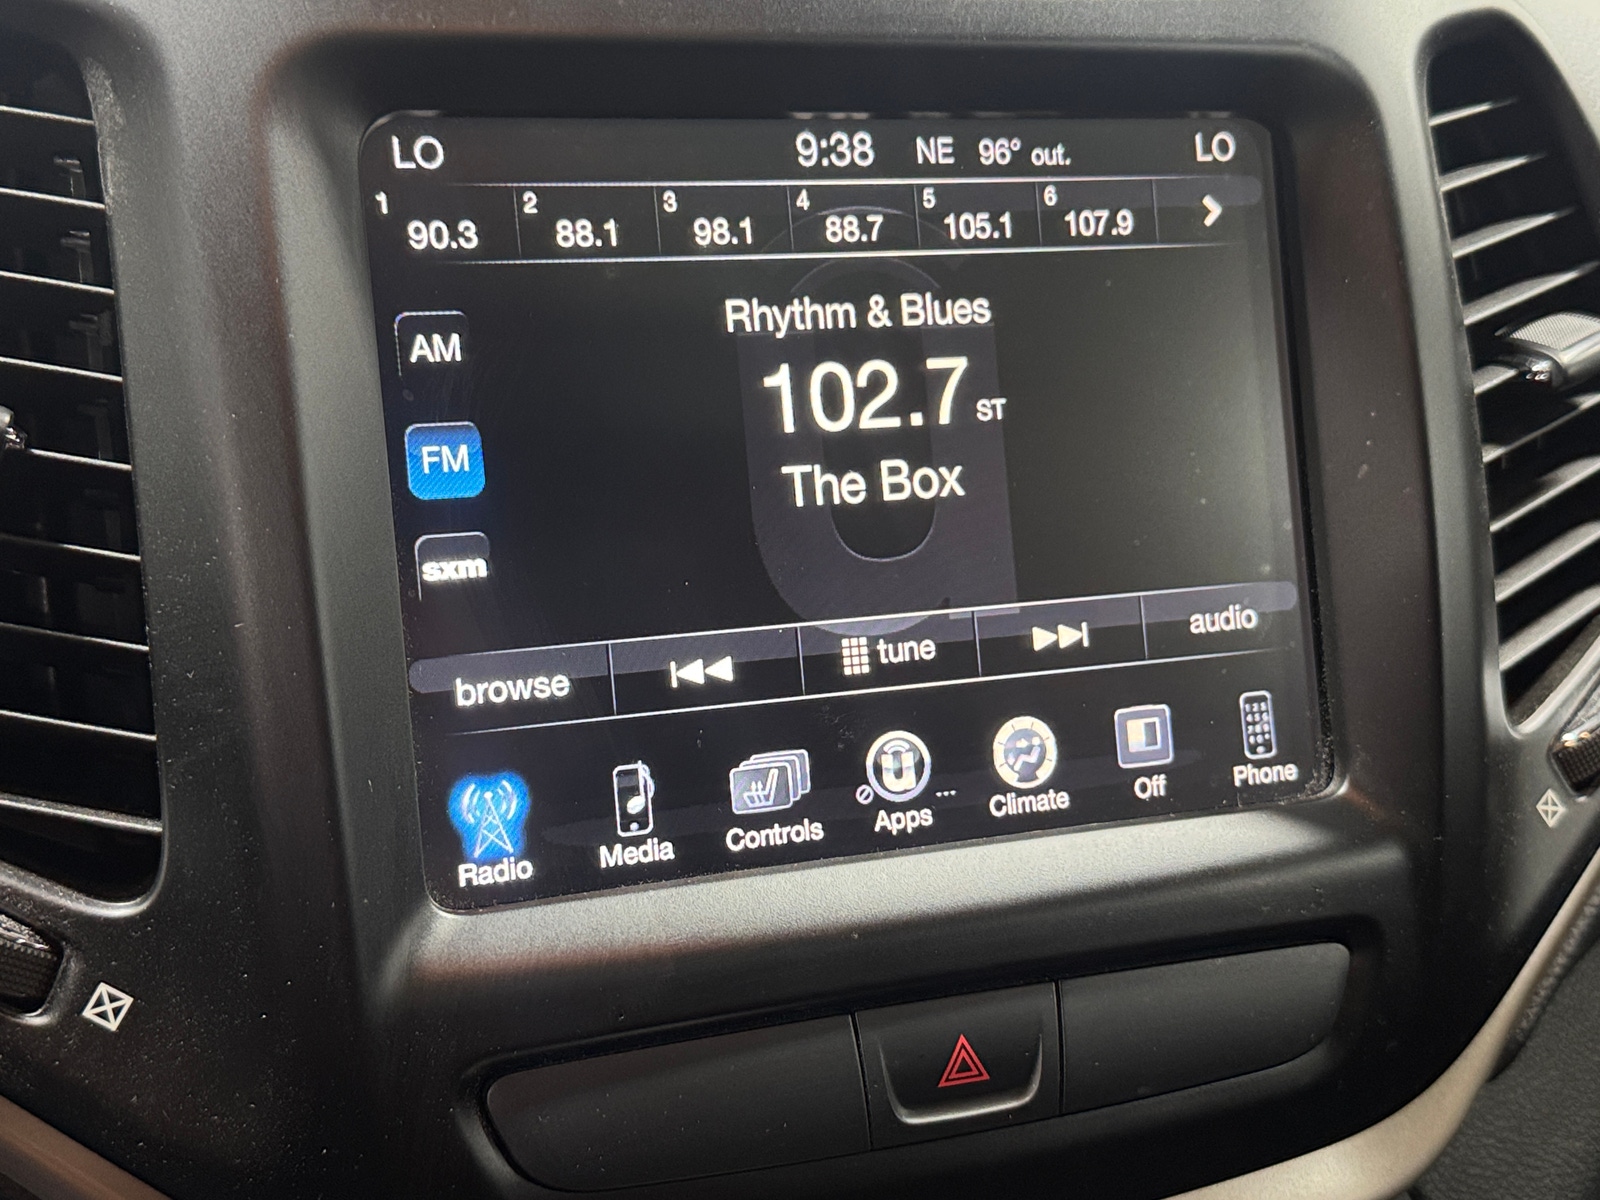 LO 9:38 NE 96° out. LO
1 90.3 2 88.1 3 98.1 4 88.7 5 105.1 6 107.9
Rhythm & Blues
AM
102.7 ST
FM
The Box
sxm
browse tune audio
Radio Media Controls Apps ... Climate Off Phone